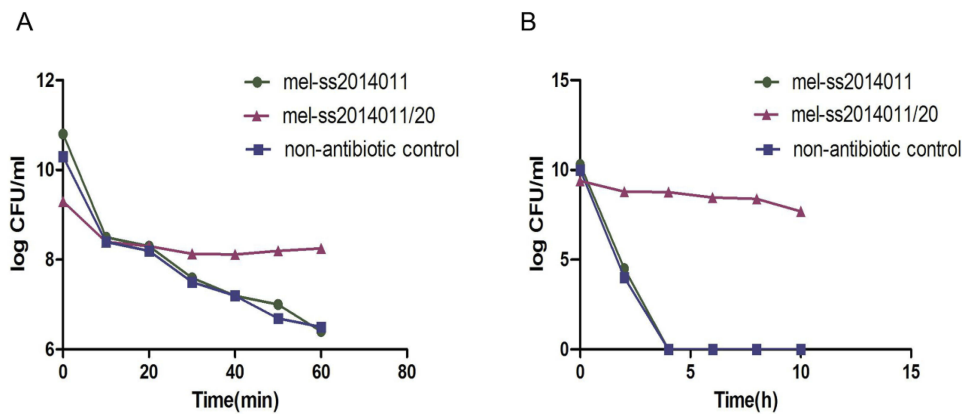 A
12
10
8
6
log CFU/ml
0
20
40
60
80
Time(min)
mel-ss2014011
mel-ss2014011/20
non-antibiotic control
B
15
10
5
0
log CFU/ml
0
5
10
15
Time(h)
mel-ss2014011
mel-ss2014011/20
non-antibiotic control